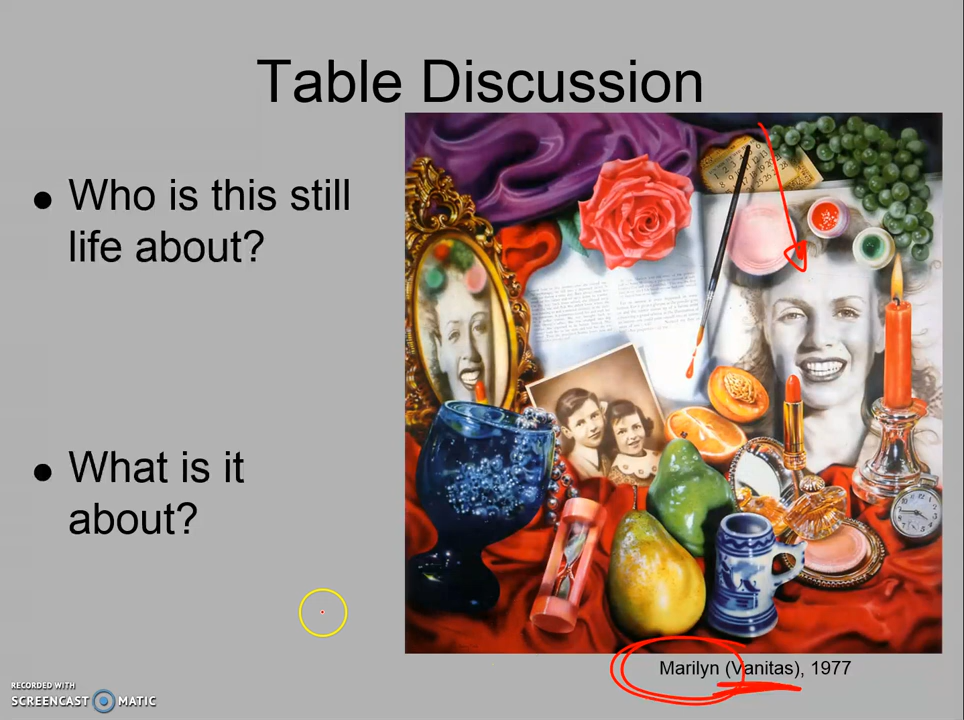 Table Discussion
● Who is this still
life about?
● What is it
about?
Marilyn (Vanitas), 1977
RECORDED WITH
SCREENCAST MATIC